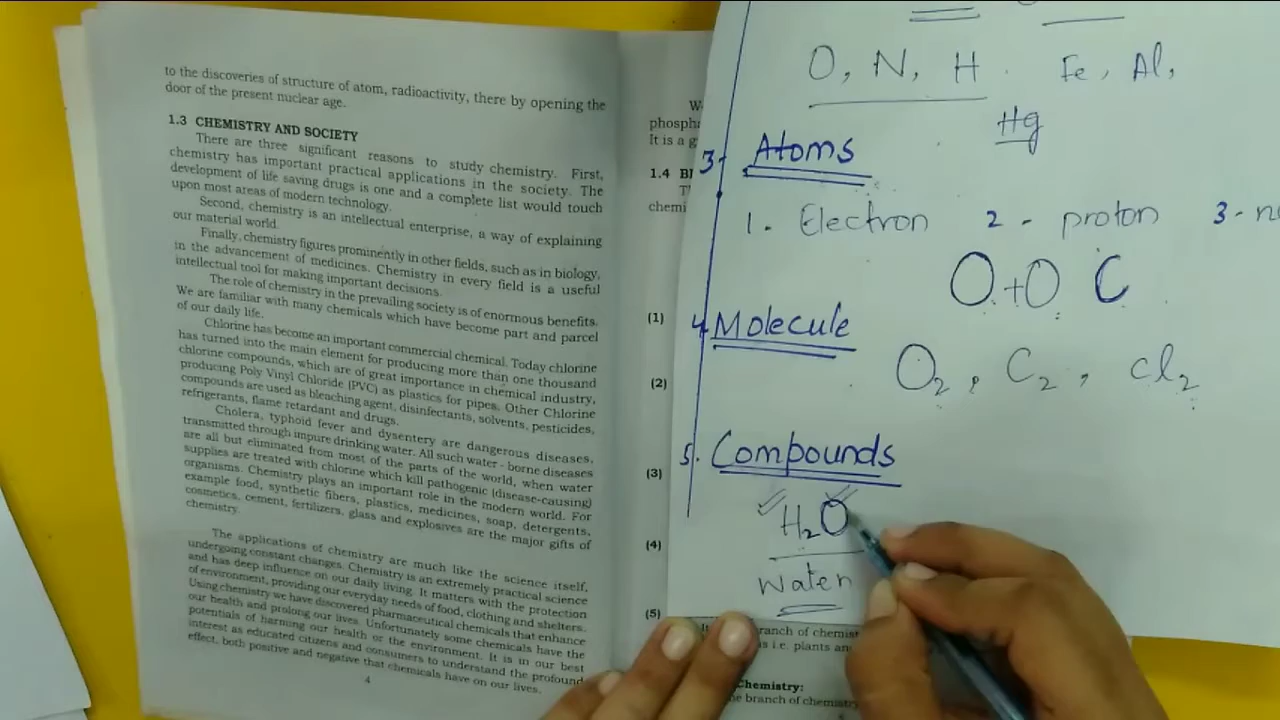 to the discoveries of structure of atom, radioactivity, there by opening the
door of the present nuclear age.
1.3 CHEMISTRY AND SOCIETY
There are three significant reasons to study chemistry. First,
chemistry has important practical applications in the society. The
development of life saving drugs is one and a complete list would touch
upon most areas of modern technology.
Second, chemistry is an intellectual enterprise, a way of explaining
our material world.
Finally, chemistry figures prominently in other fields, such as in biology,
in the advancement of medicines. Chemistry in every field is a useful
intellectual tool for making important decisions.
The role of chemistry in the prevailing society is of enormous benefits.
We are familiar with many chemicals which have become part and parcel
of our daily life.
Chlorine has become an important commercial chemical. Today chlorine
has turned into the main element for producing more than one thousand
chlorine compounds, which are of great importance in chemical industry,
producing Poly Vinyl Chloride (PVC) as plastics for pipes. Other Chlorine
compounds are used as bleaching agent, disinfectants, solvents, pesticides,
refrigerants, flame retardant and drugs.
Cholera, typhoid fever and dysentery are dangerous diseases,
transmitted through impure drinking water. All such water - borne diseases
are all but eliminated from most of the parts of the world, when water
supplies are treated with chlorine which kill pathogenic (disease-causing)
organisms. Chemistry plays an important role in the modern world. For
example food, synthetic fibers, plastics, medicines, soap, detergents,
cosmetics, cement, fertilizers, glass and explosives are the major gifts of
chemistry.
The applications of chemistry are much like the science itself,
undergoing constant changes. Chemistry is an extremely practical science
and has deep influence on our daily living. It matters with the protection
of environment, providing our everyday needs of food, clothing and shelters.
Using chemistry we have discovered pharmaceutical chemicals that enhance
our health and prolong our lives. Unfortunately some chemicals have the
potentials of harming our health or the environment. It is in our best
interest as educated citizens and consumers to understand the profound
effect, both positive and negative that chemicals have on our lives.
4
W
phospha
It is a g
1.4 BI
T
chemi
(1)
(2)
(3)
(4)
(5)
ranch of chemist
s i.e. plants an
Chemistry:
he branch of chemistry
O, N, H Fe, Al,
Hg
3- Atoms
1. Electron 2 - proton 3- n
O+O C
4. Molecule
O2, C2, Cl2
5. Compounds
H2O
Water